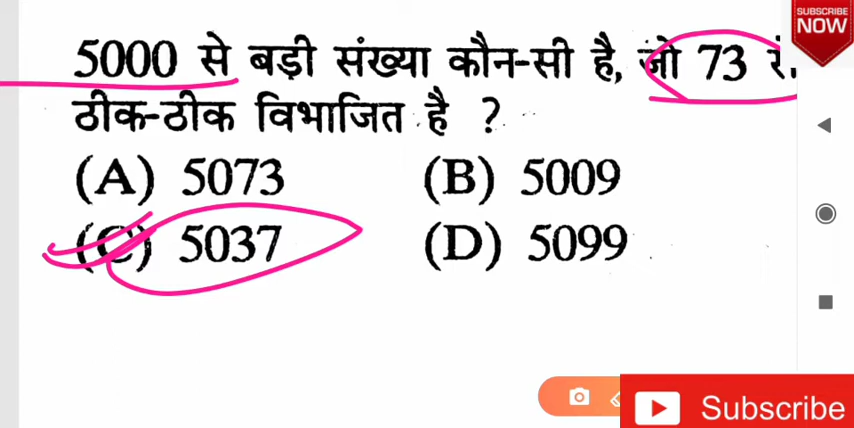 5000 से बड़ी संख्या कौन-सी है, जो 73
ठीक-ठीक विभाजित है ?
(A) 5073 (B) 5009
(C) 5037 (D) 5099
SUBSCRIBE
NOW
Subscribe